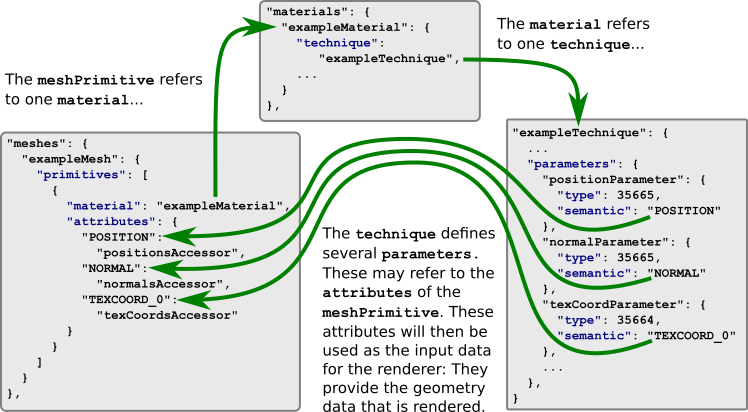 "materials": {
"exampleMaterial": {
"technique":
"exampleTechnique",
...
}
},
The meshPrimitive refers
to one material...
The material refers
to one technique...
"meshes": {
"exampleMesh": {
"primitives": [
{
"material": "exampleMaterial",
"attributes": {
"POSITION":
"positionsAccessor,
"NORMAL":
"normalsAccessor",
"TEXCOORD_0":
"texCoordsAccessor"
}
}
]
}
},
The technique defines
several parameters.
These may refer to the
attributes of the
meshPrimitive. These
attributes will then be
used as the input data
for the renderer: They
provide the geometry
data that is rendered.
"exampleTechnique": {
...
"parameters": {
"positionParameter": {
"type": 35665,
"semantic": "POSITION"
},
"normalParameter": {
"type": 35665,
"semantic": "NORMAL"
},
"texCoordParameter": {
"type": 35664,
"semantic": "TEXCOORD_0"
},
...
},
}